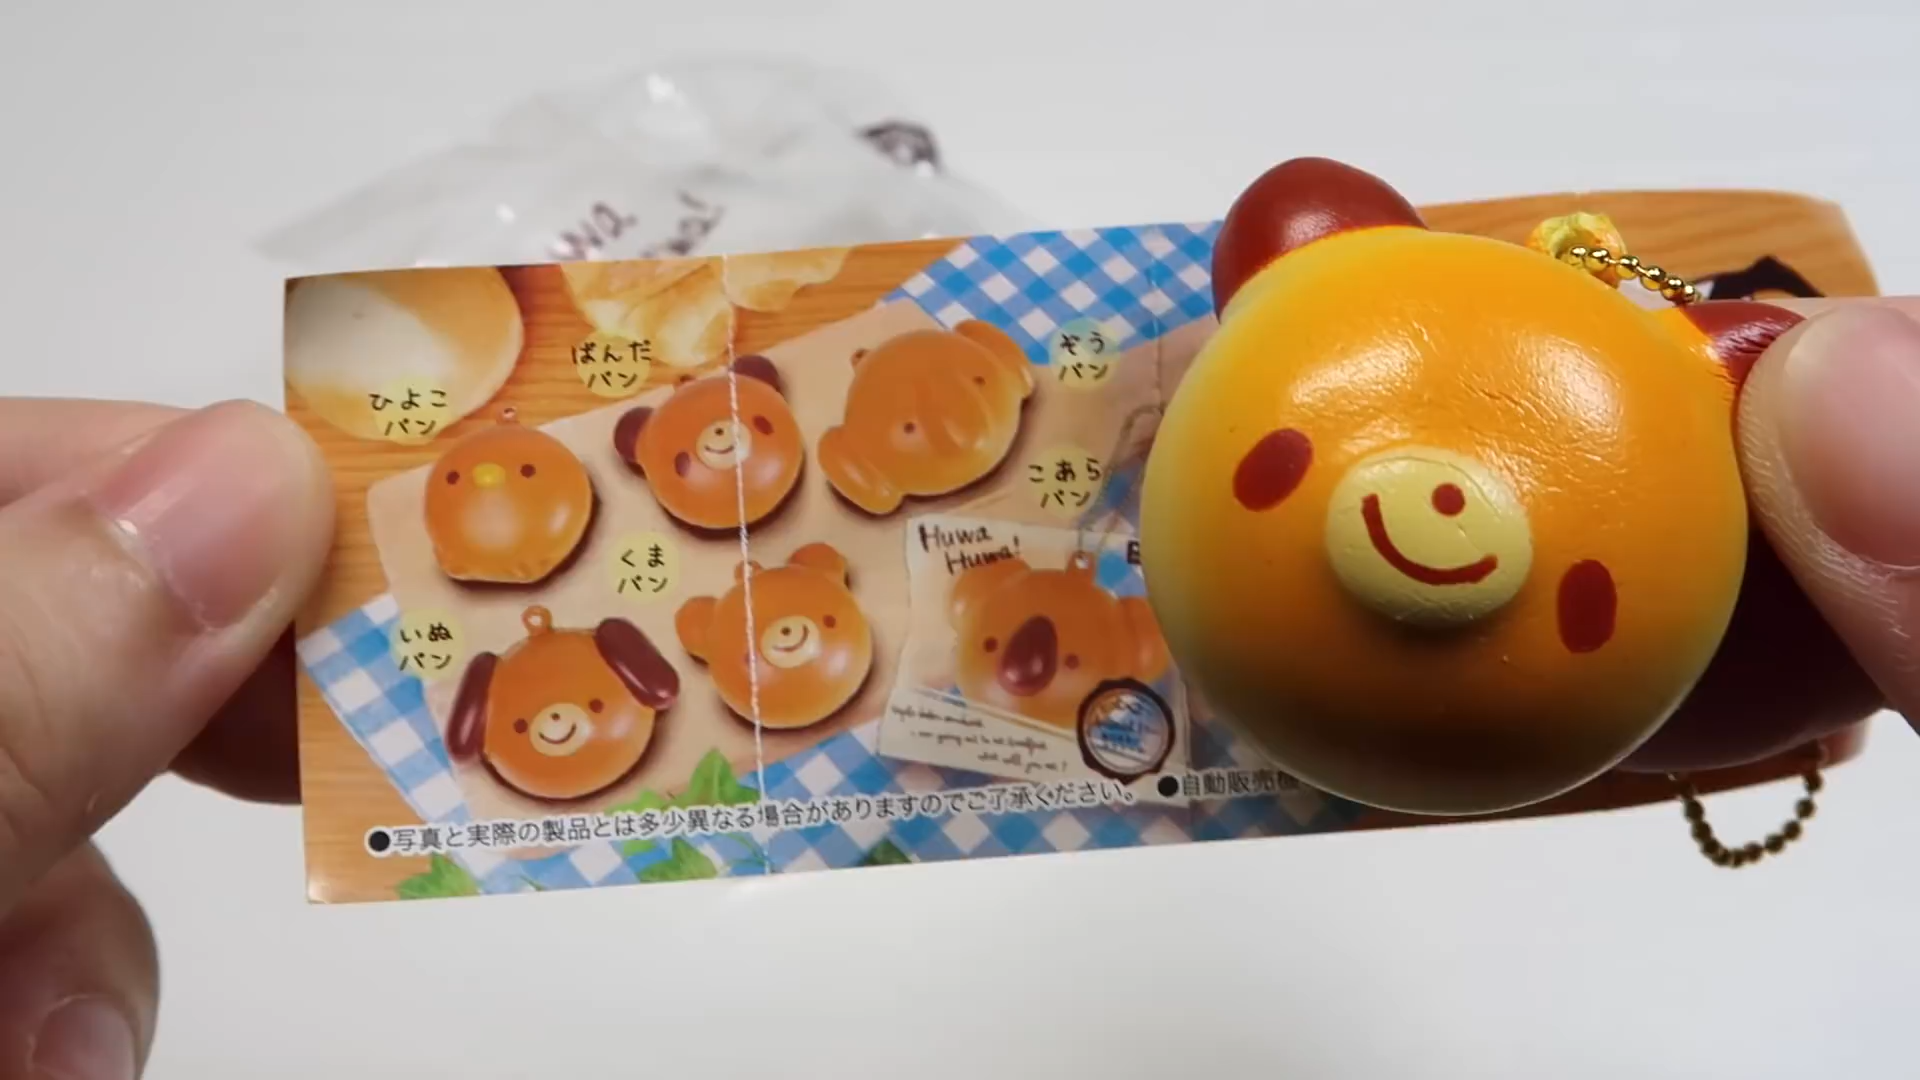 Huwa!
ひよこ
パン
ぱんだ
パン
ぞう
パン
こあら
パン
くま
パン
いぬ
パン
Huwa
Huwa!
●写真と実際の製品とは多少異なる場合がありますのでご了承ください。 ●自動販売機